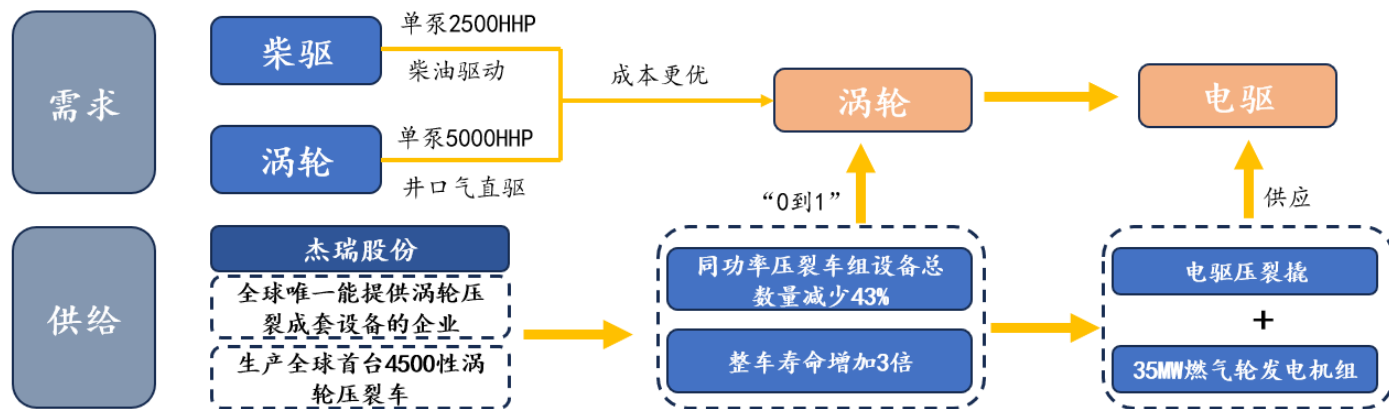 需求
柴驱
单泵2500HHP
柴油驱动
涡轮
单泵5000HHP
井口气直驱
成本更优
涡轮
电驱
“0到1”
供应
供给
杰瑞股份
全球唯一能提供涡轮压
裂成套设备的企业
生产全球首台4500性涡
轮压裂车
同功率压裂车组设备总
数量减少43%
整车寿命增加3倍
电驱压裂撬
+
35MW燃气轮发电机组